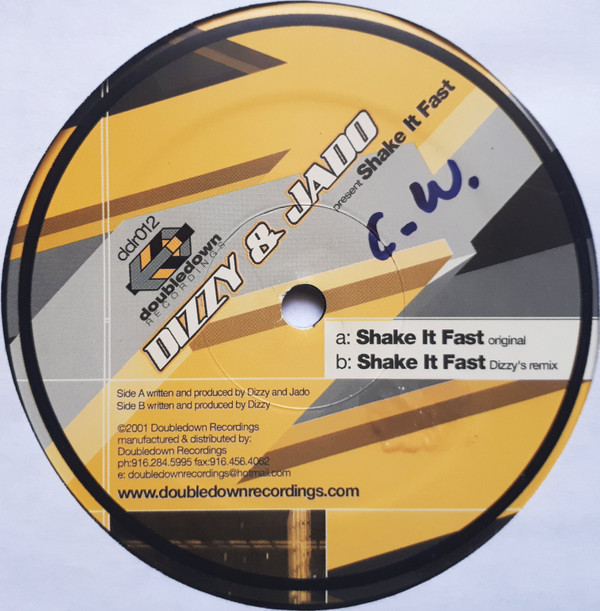 DIZZY & JADO
present Shake It Fast
C.W.
ddr012
doubledown
RECORDINGS
a: Shake It Fast original
b: Shake It Fast Dizzy's remix
Side A written and produced by Dizzy and Jado
Side B written and produced by Dizzy
©2001 Doubledown Recordings
manufactured & distributed by:
Doubledown Recordings
ph:916.284.5995 fax:916.456.4062
e: doubledownrecordings@hotmail.com
www.doubledownrecordings.com